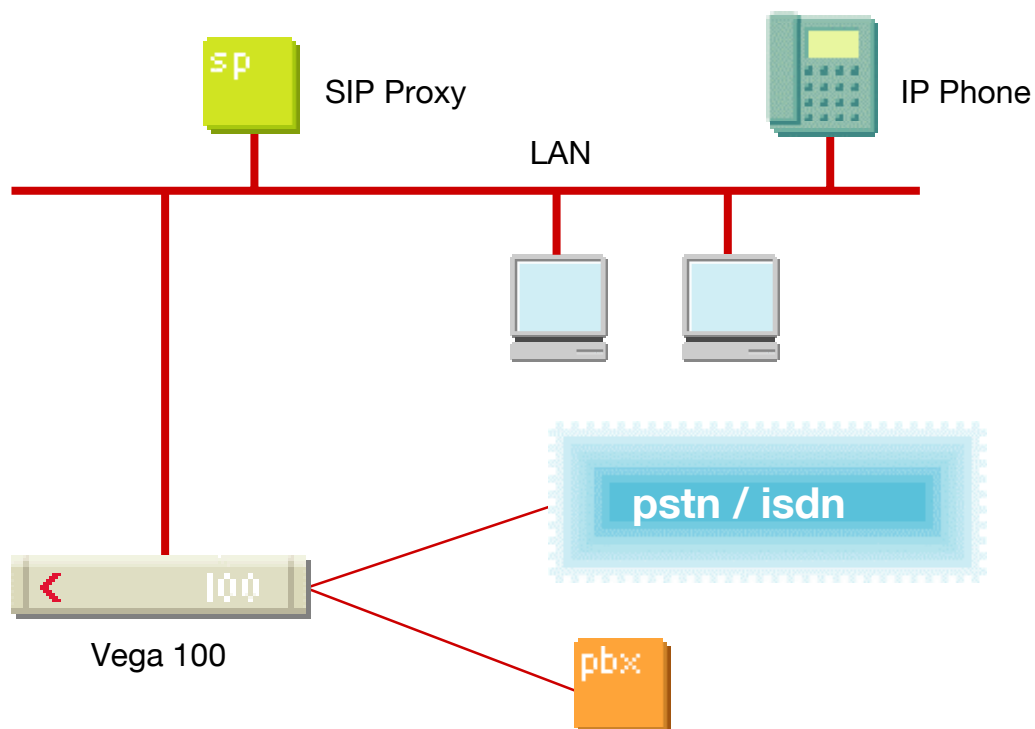 sp
SIP Proxy
IP Phone
LAN
pstn / isdn
100
Vega 100
pbx